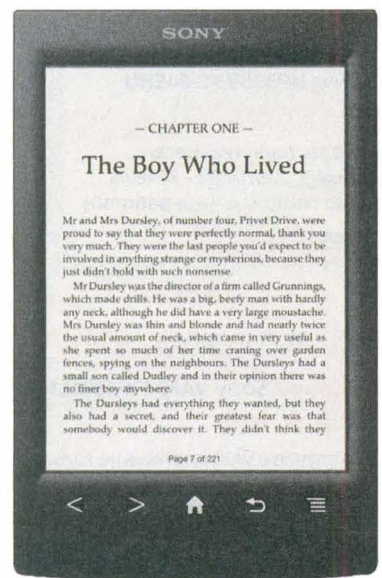 SONY
— CHAPTER ONE —
The Boy Who Lived
Mr and Mrs Dursley, of number four, Privet Drive, were
proud to say that they were perfectly normal, thank you
very much. They were the last people you'd expect to be
involved in anything strange or mysterious, because they
just didn't hold with such nonsense.
Mr Dursley was the director of a firm called Grunnings,
which made drills. He was a big, beefy man with hardly
any neck, although he did have a very large moustache.
Mrs Dursley was thin and blonde and had nearly twice
the usual amount of neck, which came in very useful as
she spent so much of her time craning over garden
fences, spying on the neighbours. The Dursleys had a
small son called Dudley and in their opinion there was
no finer boy anywhere.
The Dursleys had everything they wanted, but they
also had a secret, and their greatest fear was that
somebody would discover it. They didn't think they
Page 7 of 221